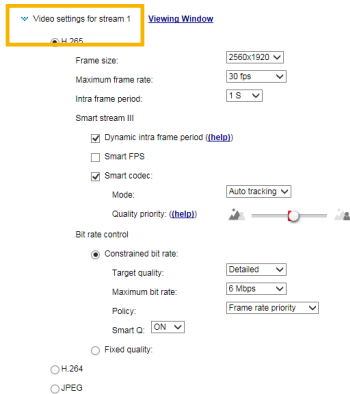 Video settings for stream 1 Viewing Window
H.265
Frame size: 2560x1920
Maximum frame rate: 30 fps
Intra frame period: 1 S
Smart stream III
Dynamic intra frame period ((help))
Smart FPS
Smart codec:
Mode: Auto tracking
Quality priority: ((help))
Bit rate control
Constrained bit rate:
Target quality: Detailed
Maximum bit rate: 6 Mbps
Policy: Frame rate priority
Smart Q: ON
Fixed quality:
H.264
JPEG